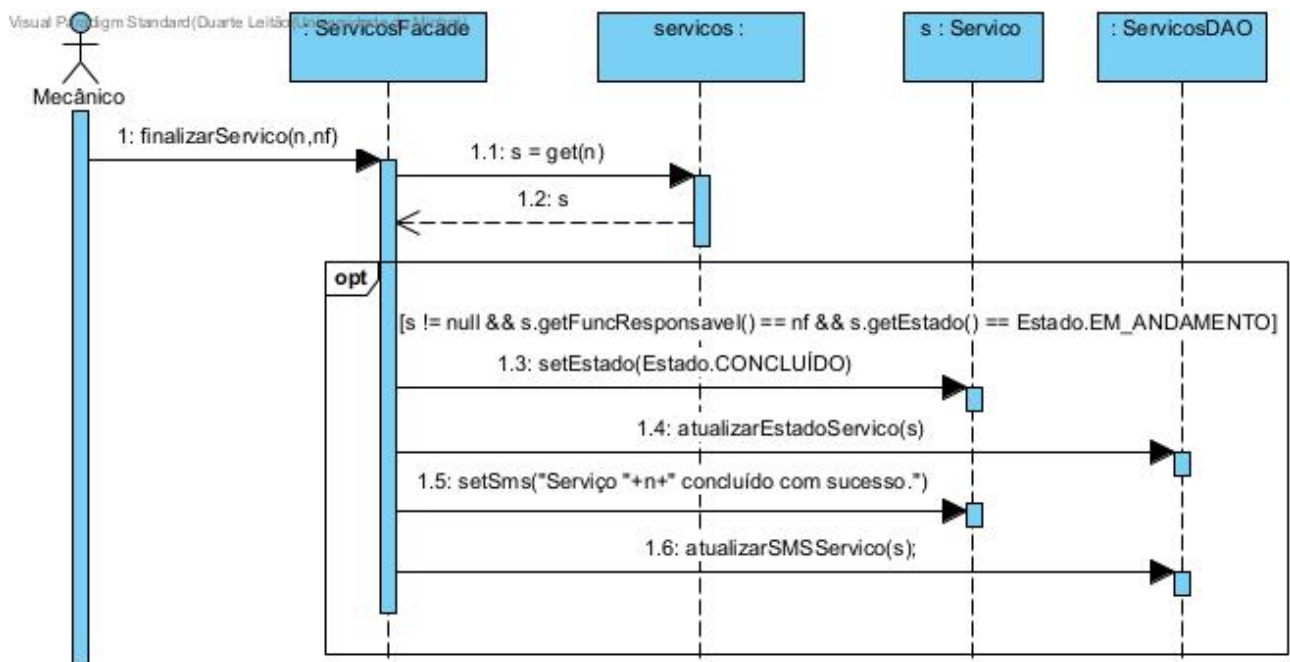 Visual Paradigm Standard(Duarte Leitão
: ServicosFacade
servicos :
s : Servico
: ServicosDAO
Mecânico
1: finalizarServico(n,nf)
1.1: s = get(n)
1.2: s
opt
[s != null && s.getFuncResponsavel() == nf && s.getEstado() == Estado.EM_ANDAMENTO]
1.3: setEstado(Estado.CONCLUÍDO)
1.4: atualizarEstadoServico(s)
1.5: setSms("Serviço "+n+" concluído com sucesso.")
1.6: atualizarSMSServico(s);